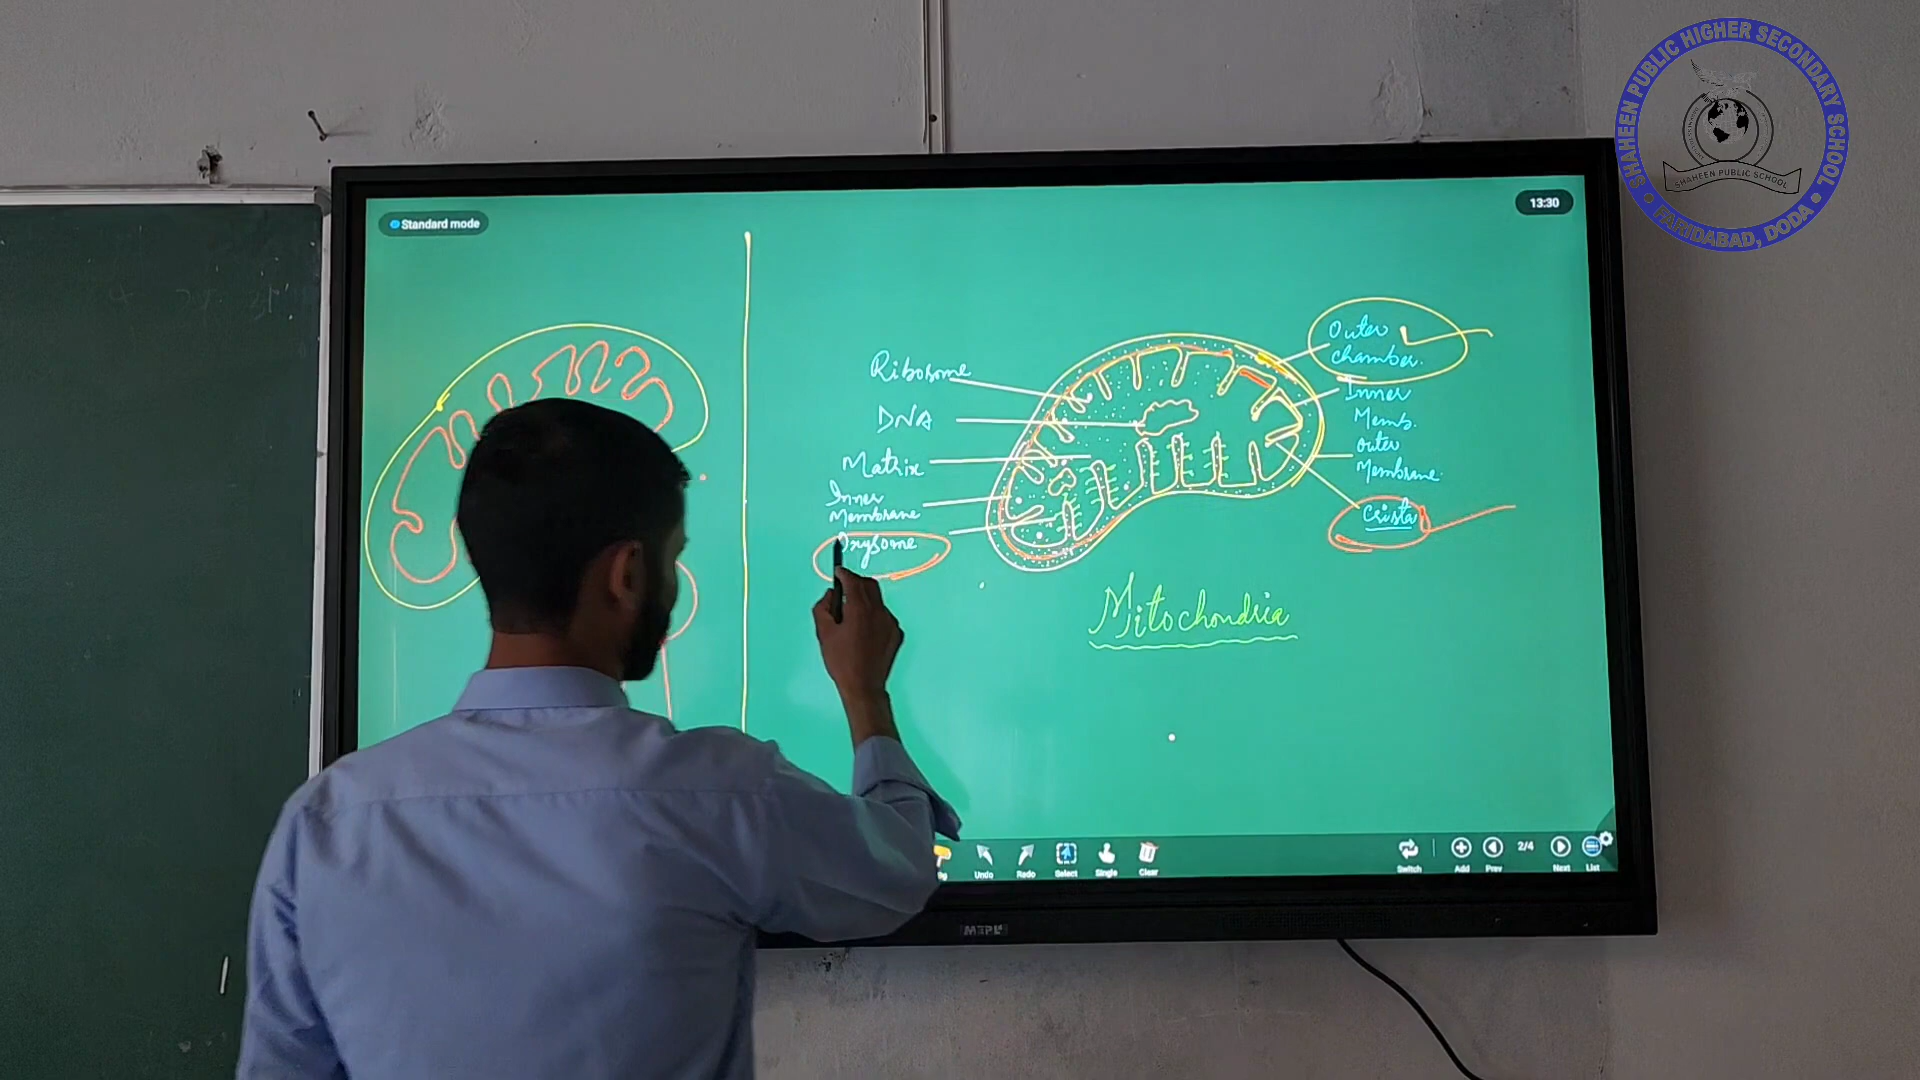 SHAHEEN PUBLIC HIGHER SECONDARY SCHOOL
SHAHEEN PUBLIC SCHOOL
• FARIDABAD, DODA •
Standard mode
13:30
Ribosome
DNA
Matrix
Inner
Membrane
Oxysome
Outer
chamber.
Inner
Memb.
Outer
Membrane.
Crista
Mitochondria
Undo
Redo
Select
Single
Clear
Switch
Add
Prev
2/4
Next
List